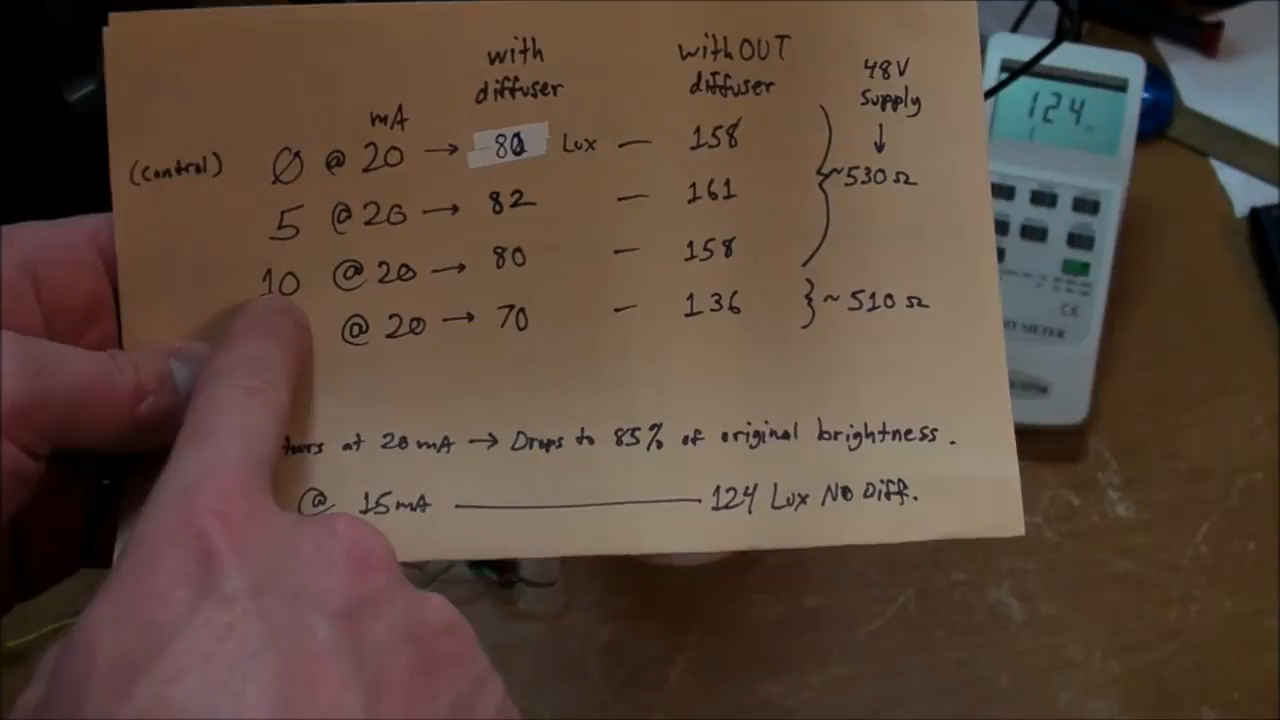 with withOUT 48V
diffuser diffuser Supply
mA
(control) Ø @ 20 → 80 Lux — 158
5 @ 20 → 82 — 161 ~530 Ω
10 @ 20 → 80 — 158
@ 20 → 70 — 136 ~ 510 Ω
at 20 mA → Drops to 85% of original brightness.
@ 15mA — 124 Lux No Diff.
124
METER